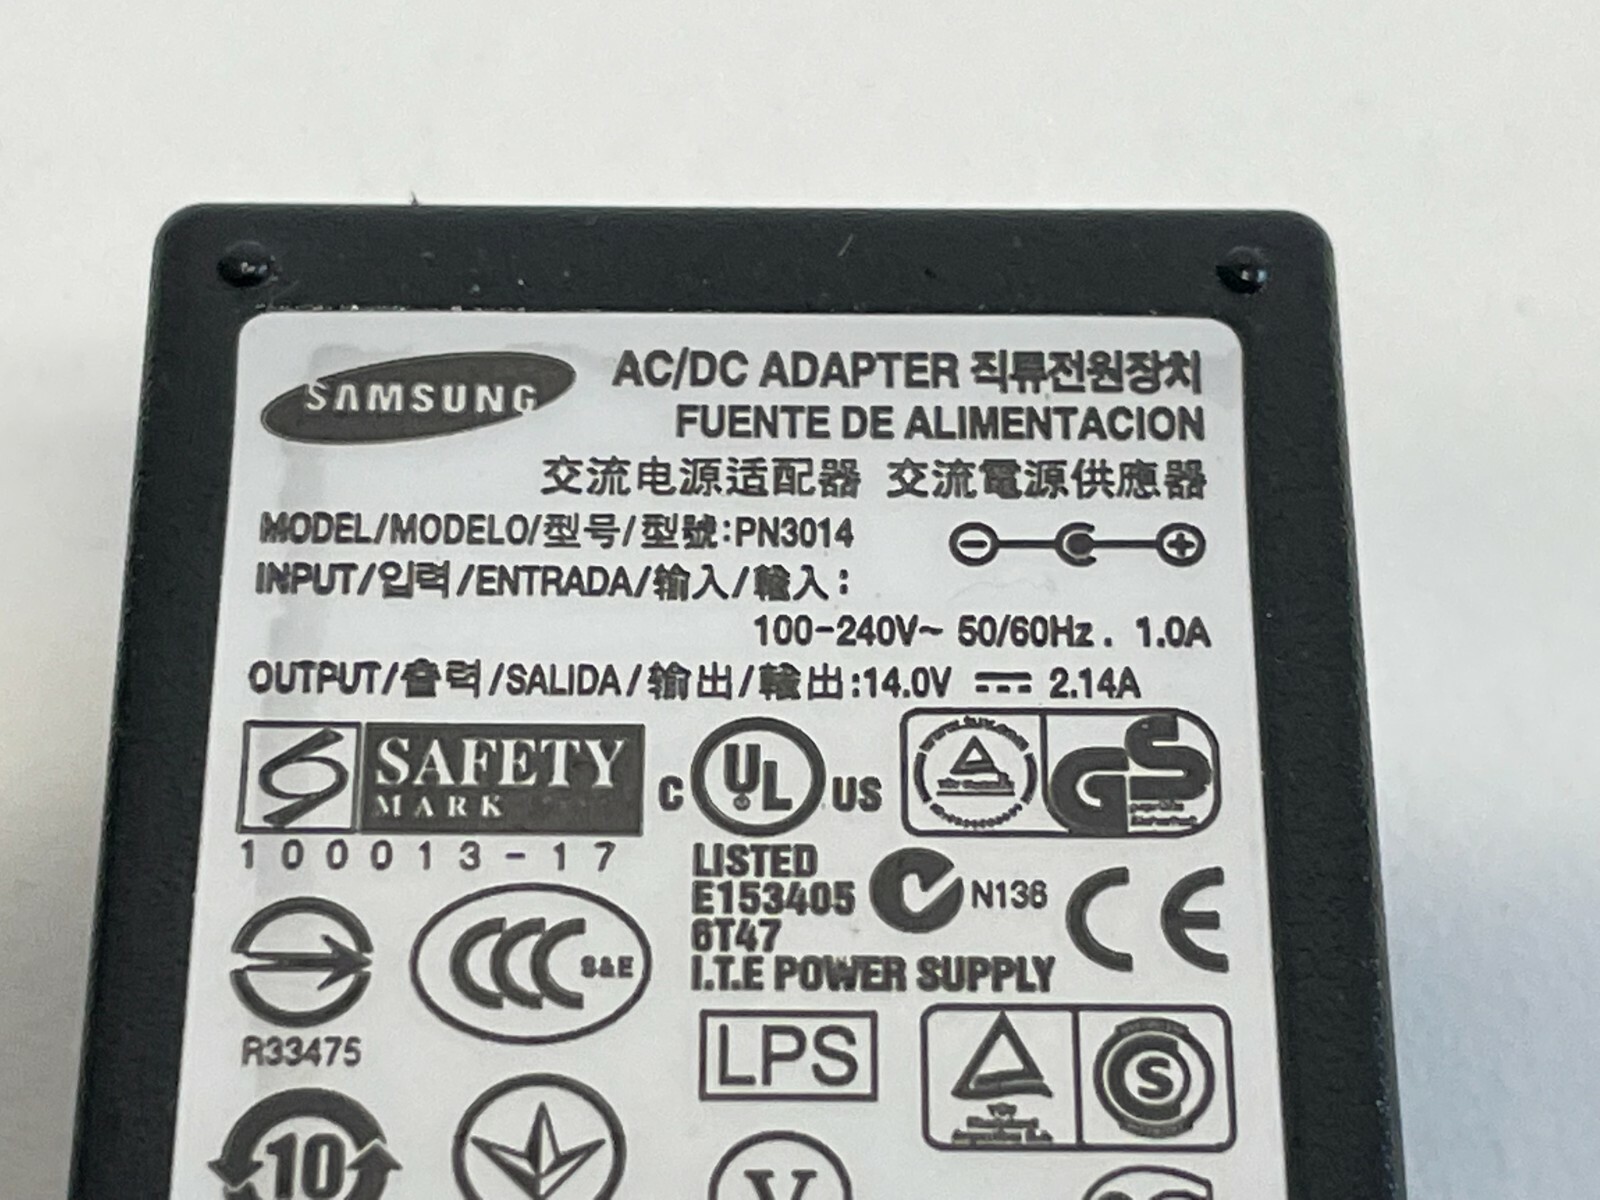 SAMSUNG
AC/DC ADAPTER 직류전원장치
FUENTE DE ALIMENTACION
交流电源适配器 交流電源供應器
MODEL/MODELO/型号/型號:PN3014
INPUT/입력/ENTRADA/输入/輸入:
100-240V~ 50/60Hz. 1.0A
OUTPUT/출력/SALIDA/输出/輸出:14.0V ⎓ 2.14A
SAFETY
MARK
100013-17
C UL US
GS
LISTED
E153405
6T47
I.T.E POWER SUPPLY
N136
CE
CCC S&E
R33475
LPS
S
10
V